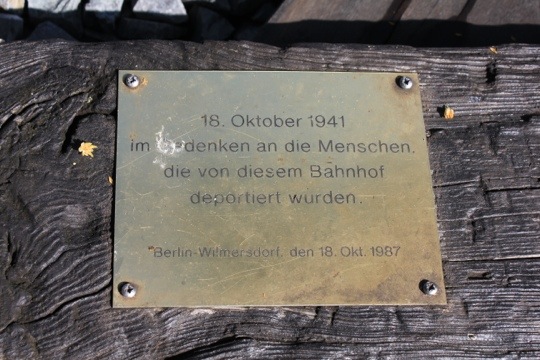 18. Oktober 1941
im Gedenken an die Menschen.
die von diesem Bahnhof
deportiert wurden.
Berlin-Wilmersdorf, den 18. Okt. 1987